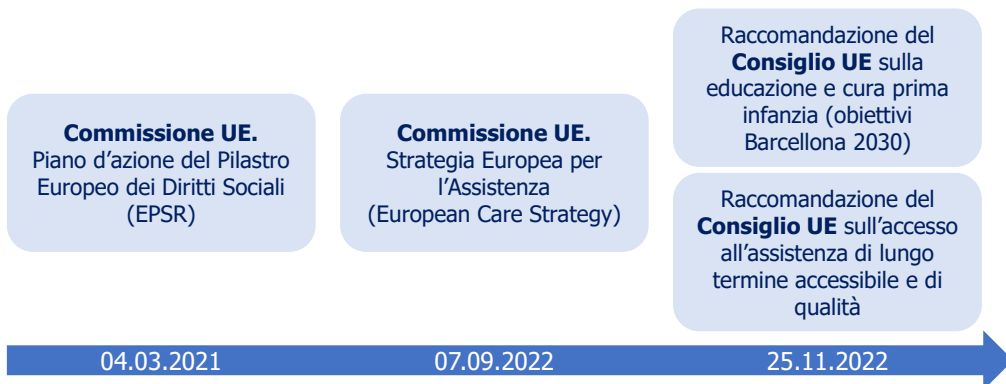 Commissione UE.
Piano d'azione del Pilastro
Europeo dei Diritti Sociali
(EPSR)
Commissione UE.
Strategia Europea per
l'Assistenza
(European Care Strategy)
Raccomandazione del
Consiglio UE sulla
educazione e cura prima
infanzia (obiettivi
Barcellona 2030)
Raccomandazione del
Consiglio UE sull'accesso
all'assistenza di lungo
termine accessibile e di
qualità
04.03.2021
07.09.2022
25.11.2022